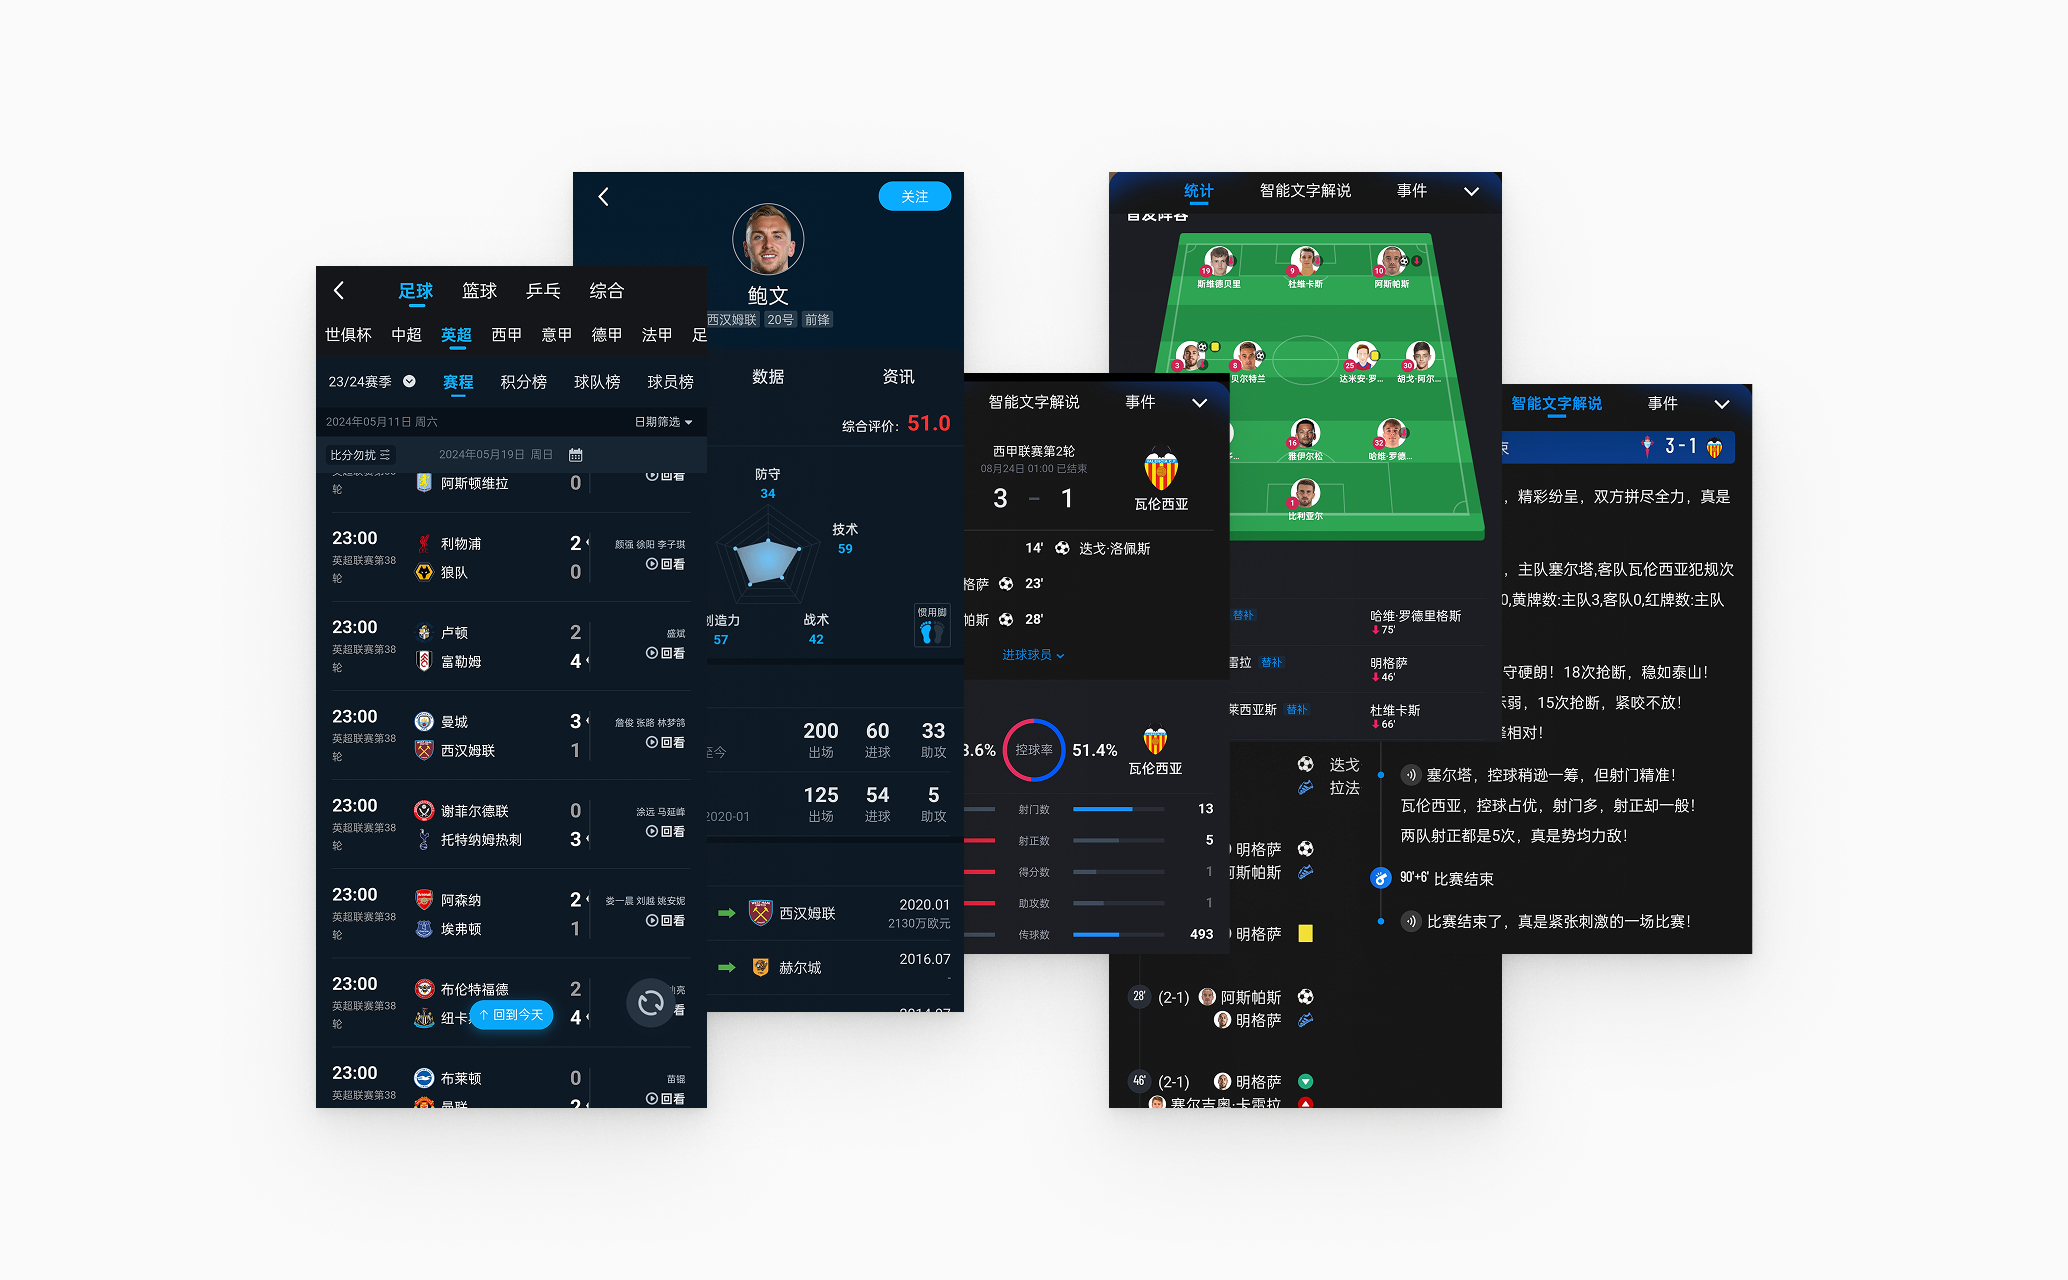 足球 篮球 乒乓 综合
世俱杯 中超 英超 西甲 意甲 德甲 法甲 足
23/24赛季 赛程 积分榜 球队榜 球员榜
2024年05月11日 周六 日期筛选
比分勿扰 2024年05月19日 周日
轮 阿斯顿维拉 0 回看
23:00 利物浦 2 颜强 徐阳 李子琪
英超联赛第38轮 狼队 0 回看
23:00 卢顿 2 盛斌
英超联赛第38轮 富勒姆 4 回看
23:00 曼城 3 詹俊 张路 林梦鸽
英超联赛第38轮 西汉姆联 1 回看
23:00 谢菲尔德联 0 涂远 马延峰
英超联赛第38轮 托特纳姆热刺 3 回看
23:00 阿森纳 2 娄一晨 刘越 姚安妮
英超联赛第38轮 埃弗顿 1 回看
23:00 布伦特福德 2 亮
英超联赛第38轮 纽卡 4 看
回到今天
23:00 布莱顿 0 苗锟
英超联赛第38 曼联 2 回看
关注
鲍文
西汉姆联 20号 前锋
数据 资讯
综合评价: 51.0
防守
34
技术
59
创造力
57
战术
42
惯用脚
200 60 33
至今 出场 进球 助攻
125 54 5
2020-01 出场 进球 助攻
西汉姆联 2020.01
2130万欧元
赫尔城 2016.07
-
2014.07
智能文字解说 事件
西甲联赛第2轮
08月24日 01:00 已结束
3 - 1
瓦伦西亚
14' 迭戈·洛佩斯
格萨 23'
帕斯 28'
进球球员
3.6% 控球率 51.4%
瓦伦西亚
射门数 13
射正数 5
得分数 1
助攻数 1
传球数 493
统计 智能文字解说 事件
首发阵容
19 9 10
斯维德贝里 杜维卡斯 阿斯帕斯
3 8 25 30
贝尔特兰 达米安·罗... 胡戈·阿尔...
16 32
雅伊尔松 哈维·罗德...
1
比利亚尔
替补 哈维·罗德里格斯
75'
雷拉 替补 明格萨
46'
莱西亚斯 替补 杜维卡斯
66'
迭戈
拉法
明格萨
阿斯帕斯
明格萨
28' (2-1) 阿斯帕斯
明格萨
46' (2-1) 明格萨
塞尔吉奥·卡雷拉
智能文字解说 事件
束 3-1
，精彩纷呈，双方拼尽全力，真是
，主队塞尔塔,客队瓦伦西亚犯规次
0,黄牌数:主队3,客队0,红牌数:主队
守硬朗！18次抢断，稳如泰山！
示弱，15次抢断，紧咬不放！
相对！
塞尔塔，控球稍逊一筹，但射门精准！
瓦伦西亚，控球占优，射门多，射正却一般！
两队射正都是5次，真是势均力敌！
90'+6' 比赛结束
比赛结束了，真是紧张刺激的一场比赛！